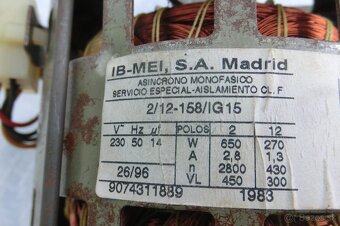 IB-MEI, S.A. Madrid
ASINCRONO MONOFASICO
SERVICIO ESPECIAL-AISLAMIENTO CL. F
2/12-158/IG15
V~ Hz µf POLOS 2 12
230 50 14 W 650 270
A 2,8 1,3
n 2800 430
26/96 VL 450 300
9074311889 1983